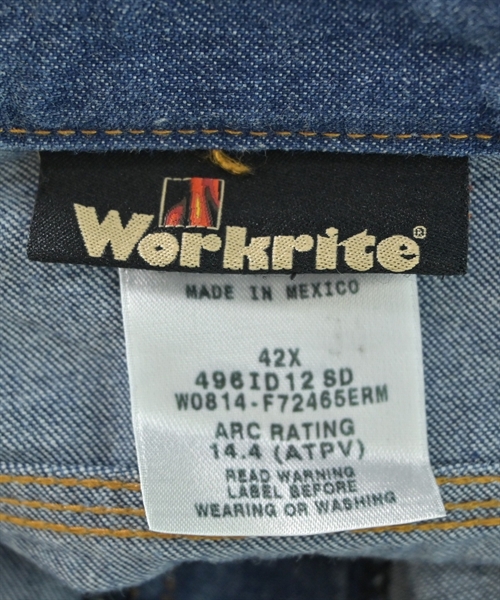 Workrite®
MADE IN MEXICO
42X
496ID12 SD
W0814-F72465ERM
ARC RATING
14.4 (ATPV)
READ WARNING
LABEL BEFORE
WEARING OR WASHING